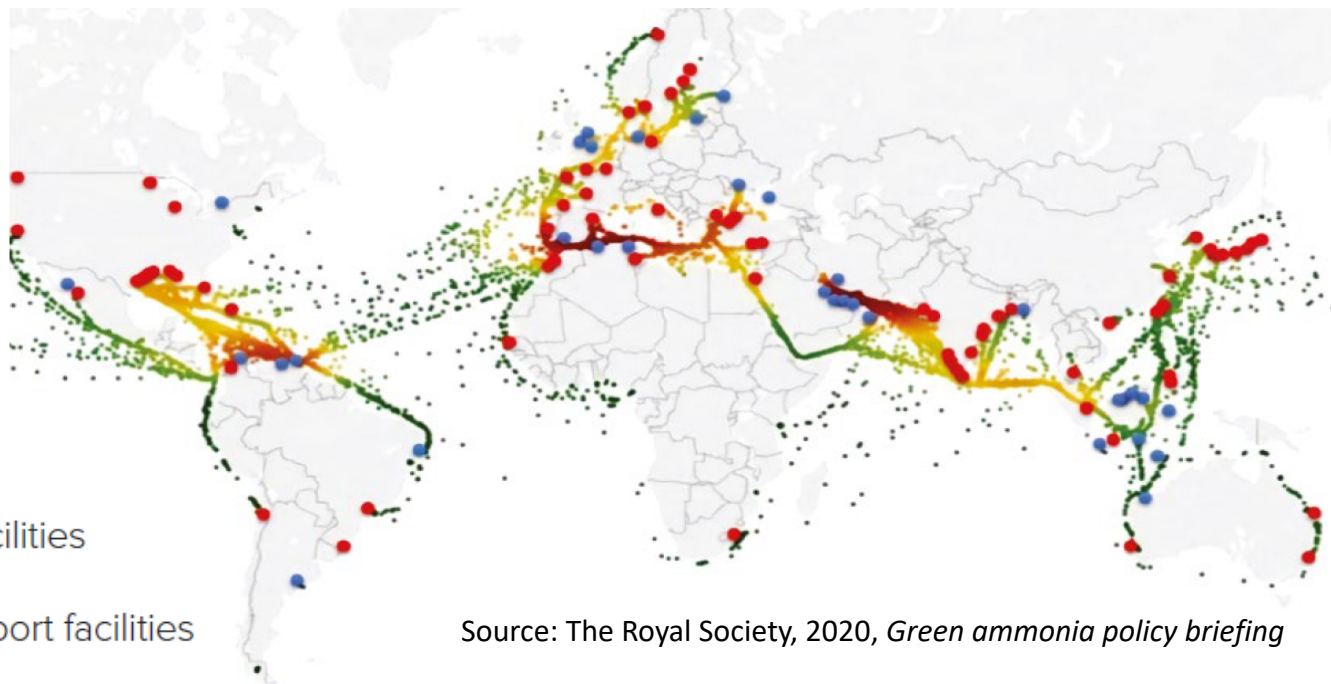 cilities
port facilities
Source: The Royal Society, 2020, Green ammonia policy briefing